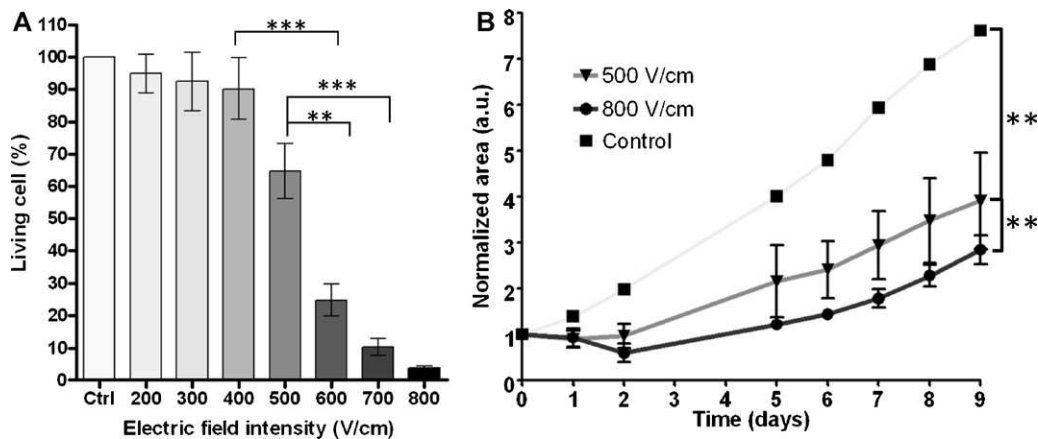 A
110
100
90
80
70
60
50
40
30
20
10
0
Living cell (%)
***
***
**
Ctrl 200 300 400 500 600 700 800
Electric field intensity (V/cm)
B
8
7
6
5
4
3
2
1
0
Normalized area (a.u.)
500 V/cm
800 V/cm
Control
**
**
0 1 2 3 4 5 6 7 8 9
Time (days)